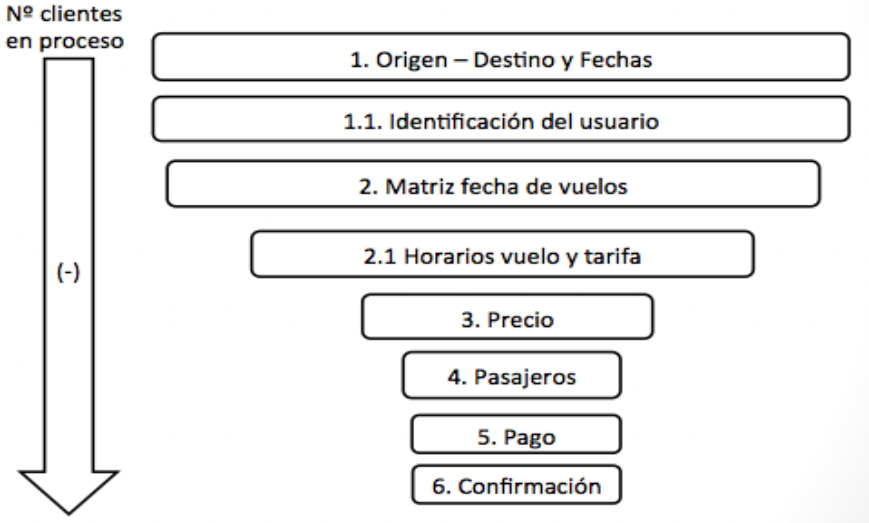 Nº clientes
en proceso
1. Origen – Destino y Fechas
1.1. Identificación del usuario
2. Matriz fecha de vuelos
2.1 Horarios vuelo y tarifa
(-)
3. Precio
4. Pasajeros
5. Pago
6. Confirmación